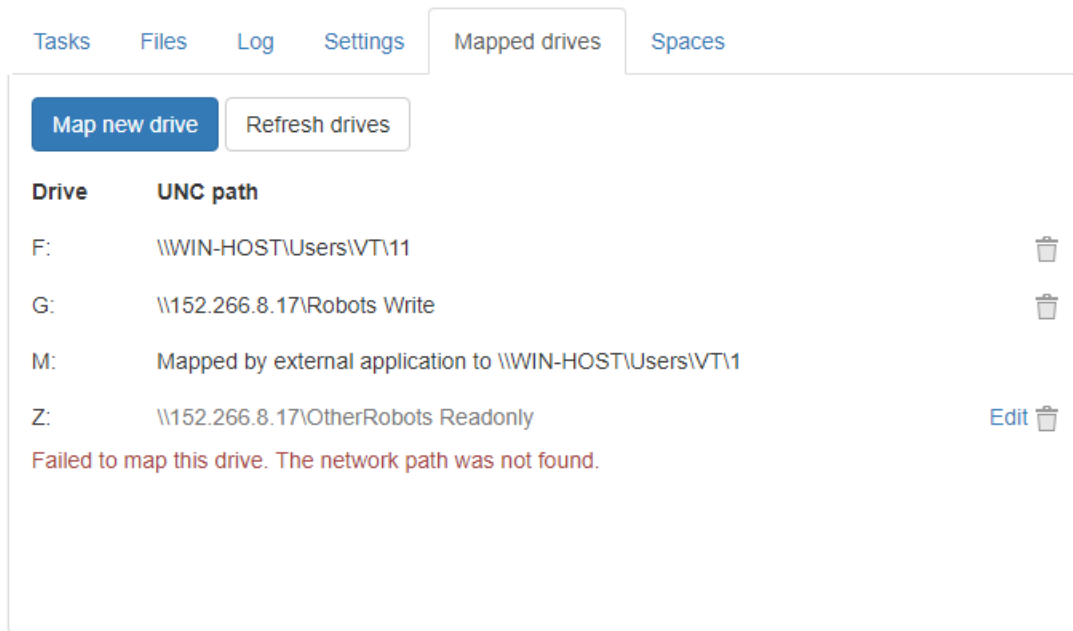 Tasks Files Log Settings Mapped drives Spaces
Map new drive Refresh drives
Drive UNC path
F: \\WIN-HOST\Users\VT\11
G: \\152.266.8.17\Robots Write
M: Mapped by external application to \\WIN-HOST\Users\VT\1
Z: \\152.266.8.17\OtherRobots Readonly Edit
Failed to map this drive. The network path was not found.